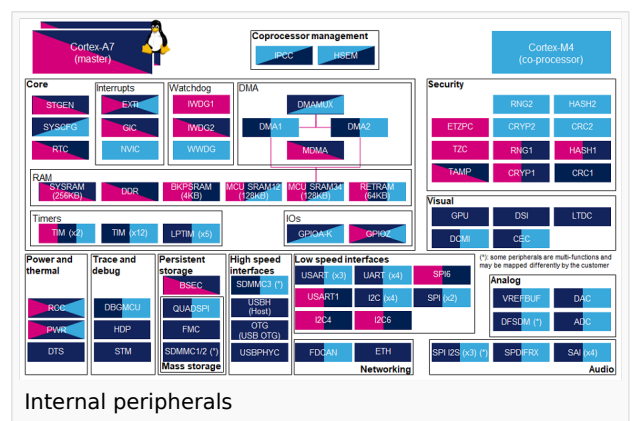 Cortex-A7
(master)
Coprocessor management
IPCC
HSEM
Cortex-M4
(co-processor)
Core
STGEN
SYSCFG
RTC
Interrupts
EXTI
GIC
NVIC
Watchdog
IWDG1
IWDG2
WWDG
DMA
DMAMUX
DMA1
DMA2
MDMA
Security
RNG2
HASH2
ETZPC
CRYP2
CRC2
TZC
RNG1
HASH1
TAMP
CRYP1
CRC1
RAM
SYSRAM
(256KB)
DDR
BKPSRAM
(4KB)
MCU SRAM12
(128KB)
MCU SRAM34
(128KB)
RETRAM
(64KB)
Timers
TIM (x2)
TIM (x12)
LPTIM (x5)
IOs
GPIOA-K
GPIOZ
Visual
GPU
DSI
LTDC
DCMI
CEC
(*): some peripherals are multi-functions and
may be mapped differently by the customer
Power and
thermal
RCC
PWR
DTS
Trace and
debug
DBGMCU
HDP
STM
Persistent
storage
BSEC
QUADSPI
FMC
SDMMC1/2 (*)
Mass storage
High speed
interfaces
SDMMC3 (*)
USBH
(Host)
OTG
(USB OTG)
USBPHYC
Low speed interfaces
USART (x3)
UART (x4)
SPI6
USART1
I2C (x4)
SPI (x2)
I2C4
I2C6
FDCAN
ETH
Networking
Analog
VREFBUF
DAC
DFSDM (*)
ADC
SPI I2S (x3) (*)
SPDIFRX
SAI (x4)
Audio
Internal peripherals